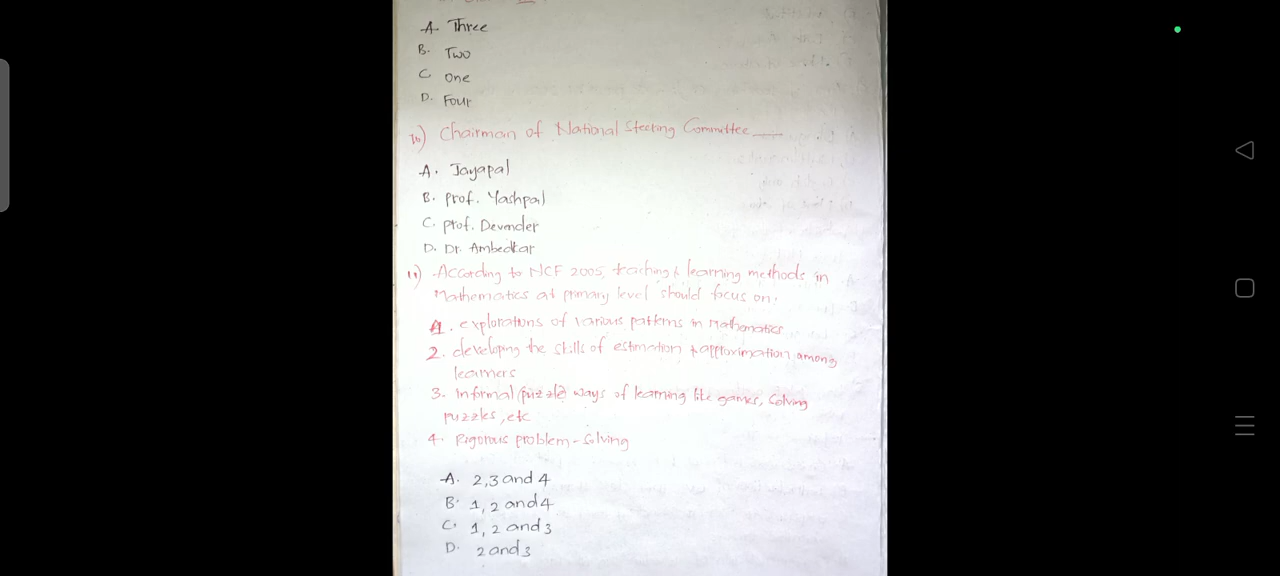 A. Three
B. Two
C. One
D. Four
10) Chairman of National Steering Committee
A. Jayapal
B. Prof. Yashpal
C. Prof. Devender
D. Dr. Ambedkar
11) According to NCF 2005, teaching & learning methods in
Mathematics at primary level should focus on.
1. explorations of various patterns in Mathematics
2. developing the skills of estimation & approximation among
learners
3. Informal (puzzle) ways of learning like games, solving
puzzles, etc
4. Rigorous problem-solving
A. 2,3 and 4
B. 1, 2 and 4
C. 1, 2 and 3
D. 2 and 3